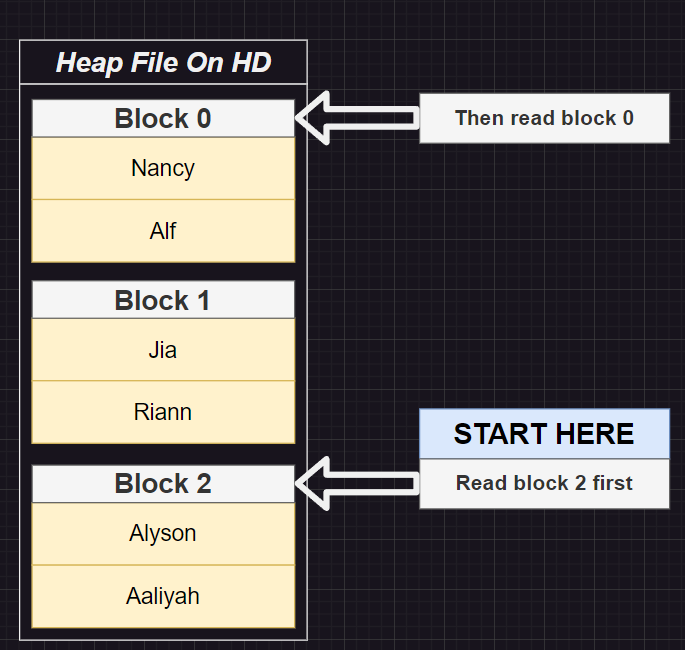 Heap File On HD
Block 0
Nancy
Alf
Block 1
Jia
Riann
Block 2
Alyson
Aaliyah
Then read block 0
START HERE
Read block 2 first